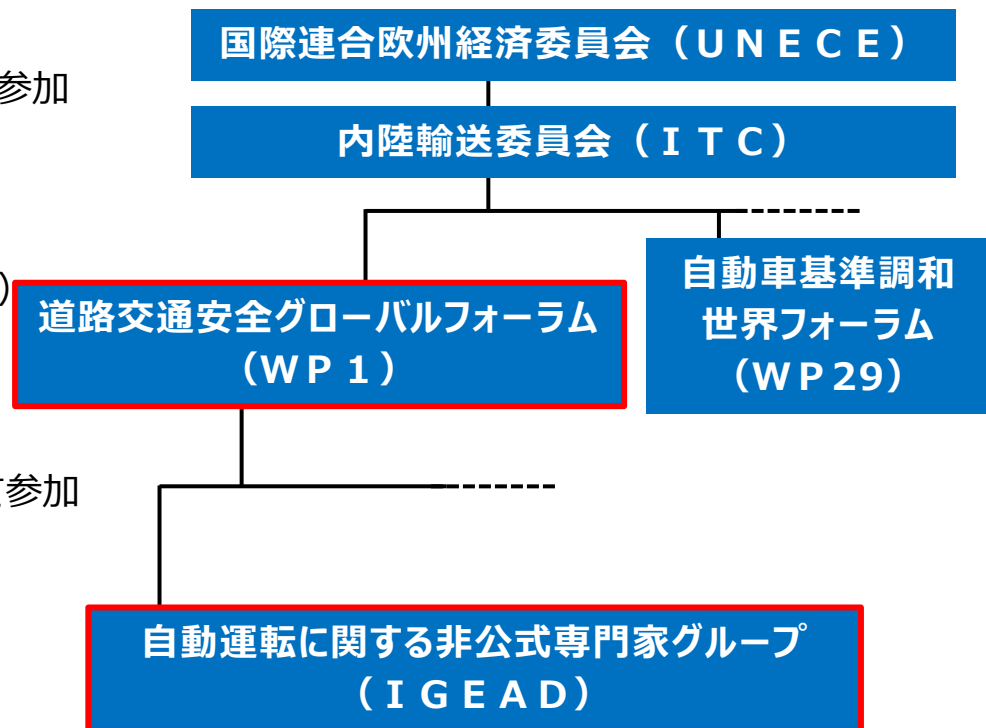 国際連合欧州経済委員会（ＵＮＥＣＥ）
参加
内陸輸送委員会（ＩＴＣ）
自動車基準調和
世界フォーラム
（ＷＰ29）
）
道路交通安全グローバルフォーラム
（ＷＰ１）
参加
自動運転に関する非公式専門家グループ
（ＩＧＥＡＤ）